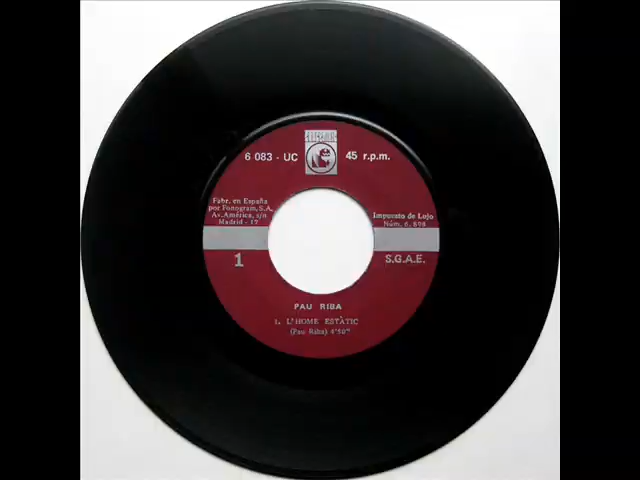 6 083 - UC
45 r.p.m.
Fabr. en España
por Fonogram, S.A.
Av. América, s/n
Madrid - 17
Impuesto de Lujo
Núm. 6.898
1
S.G.A.E.
PAU RIBA
1. L'HOME ESTÀTIC
(Pau Riba) 4'50"